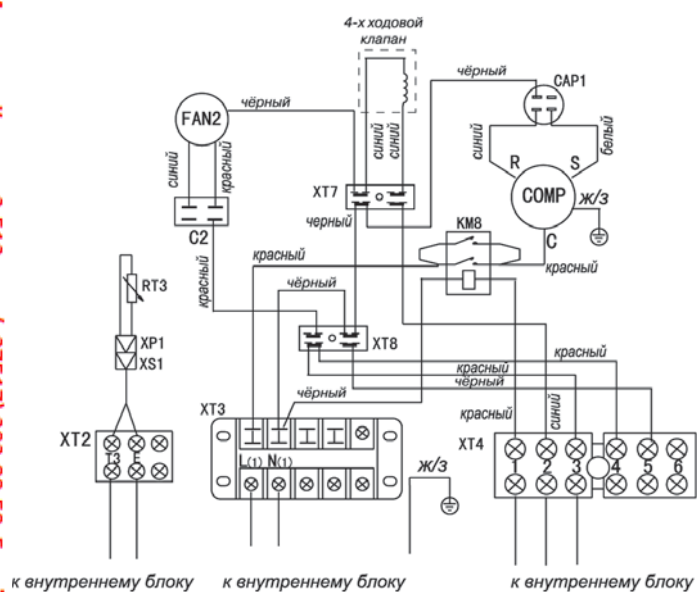 4-х ходовой
клапан
чёрный
CAP1
чёрный
FAN2
синий
красный
синий
синий
синий
белый
R
S
COMP
Ж/З
XT7
C2
черный
KM8
C
красный
красный
красный
чёрный
RT3
XP1
XS1
XT8
красный
красный
чёрный
чёрный
красный
синий
XT3
XT2
XT4
T3
E
L(1)
N(1)
Ж/З
1
2
3
4
5
6
к внутреннему блоку
к внутреннему блоку
к внутреннему блоку